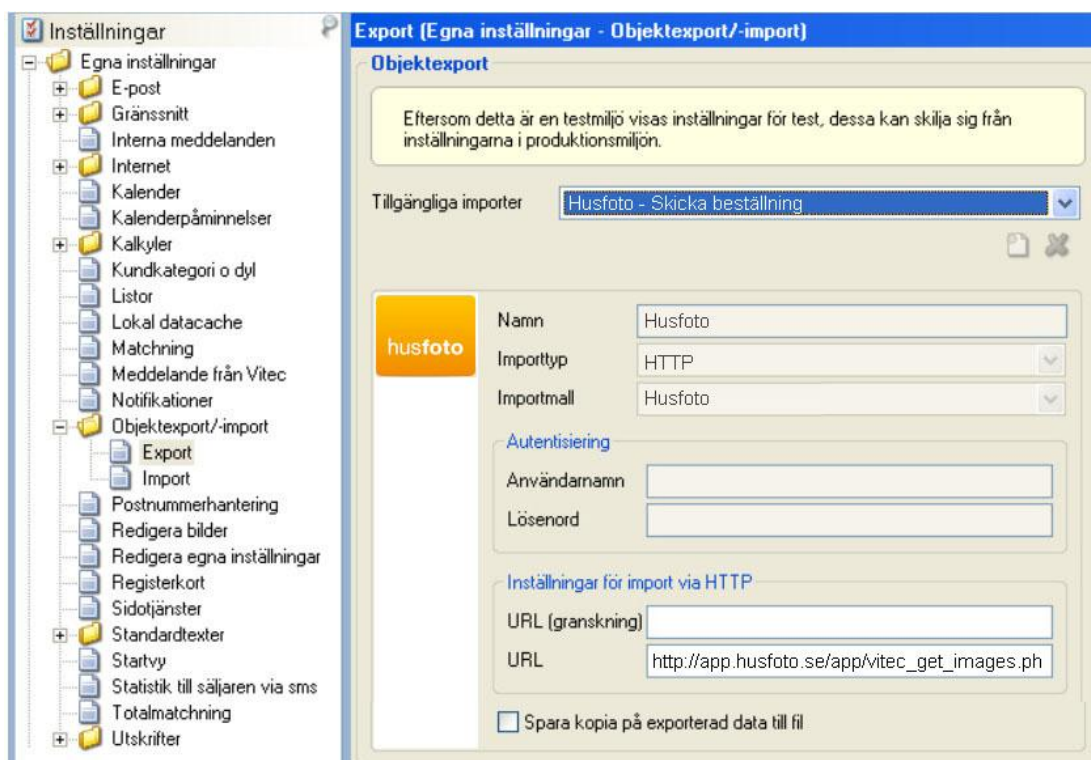 Inställningar
Egna inställningar
E-post
Gränssnitt
Interna meddelanden
Internet
Kalender
Kalenderpåminnelser
Kalkyler
Kundkategori o dyl
Listor
Lokal datacache
Matchning
Meddelande från Vitec
Notifikationer
Objektexport/-import
Export
Import
Postnummerhantering
Redigera bilder
Redigera egna inställningar
Registerkort
Sidotjänster
Standardtexter
Startvy
Statistik till säljaren via sms
Totalmatchning
Utskrifter
Export (Egna inställningar - Objektexport/-import)
Objektexport
Eftersom detta är en testmiljö visas inställningar för test, dessa kan skilja sig från
inställningarna i produktionsmiljön.
Tillgängliga importer Husfoto - Skicka beställning
husfoto
Namn Husfoto
Importtyp HTTP
Importmall Husfoto
Autentisiering
Användarnamn
Lösenord
Inställningar för import via HTTP
URL (granskning)
URL http://app.husfoto.se/app/vitec_get_images.ph
Spara kopia på exporterad data till fil